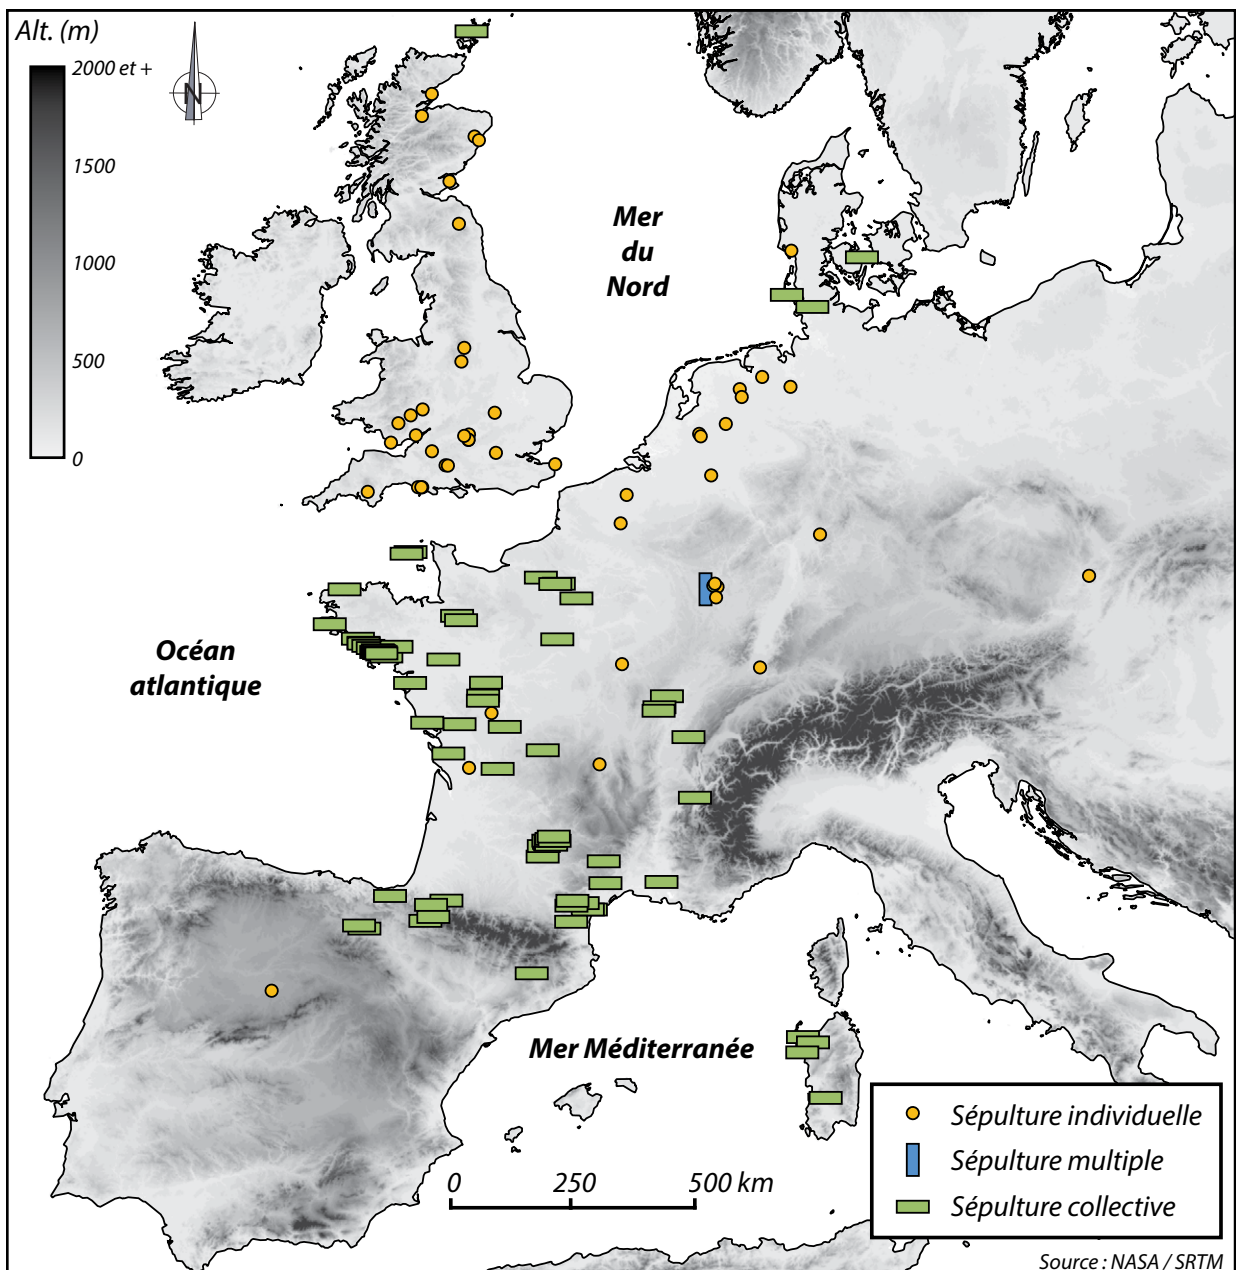 Alt. (m)
2000 et +
1500
1000
500
0
N
Mer
du
Nord
Océan
atlantique
Mer Méditerranée
0 250 500 km
Sépulture individuelle
Sépulture multiple
Sépulture collective
Source : NASA / SRTM